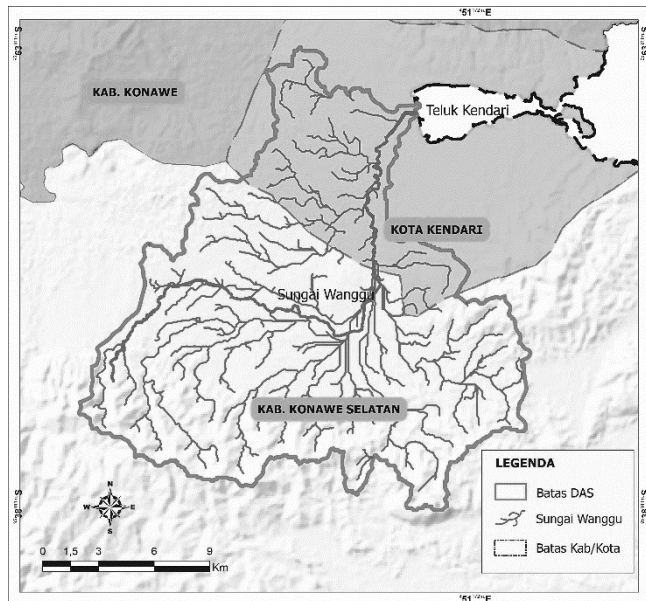 KAB. KONAWE
Teluk Kendari
KOTA KENDARI
Sungai Wanggu
KAB. KONAWE SELATAN
LEGENDA
Batas DAS
Sungai Wanggu
Batas Kab/Kota
N
W E
S
0 1,5 3 6 9
Km